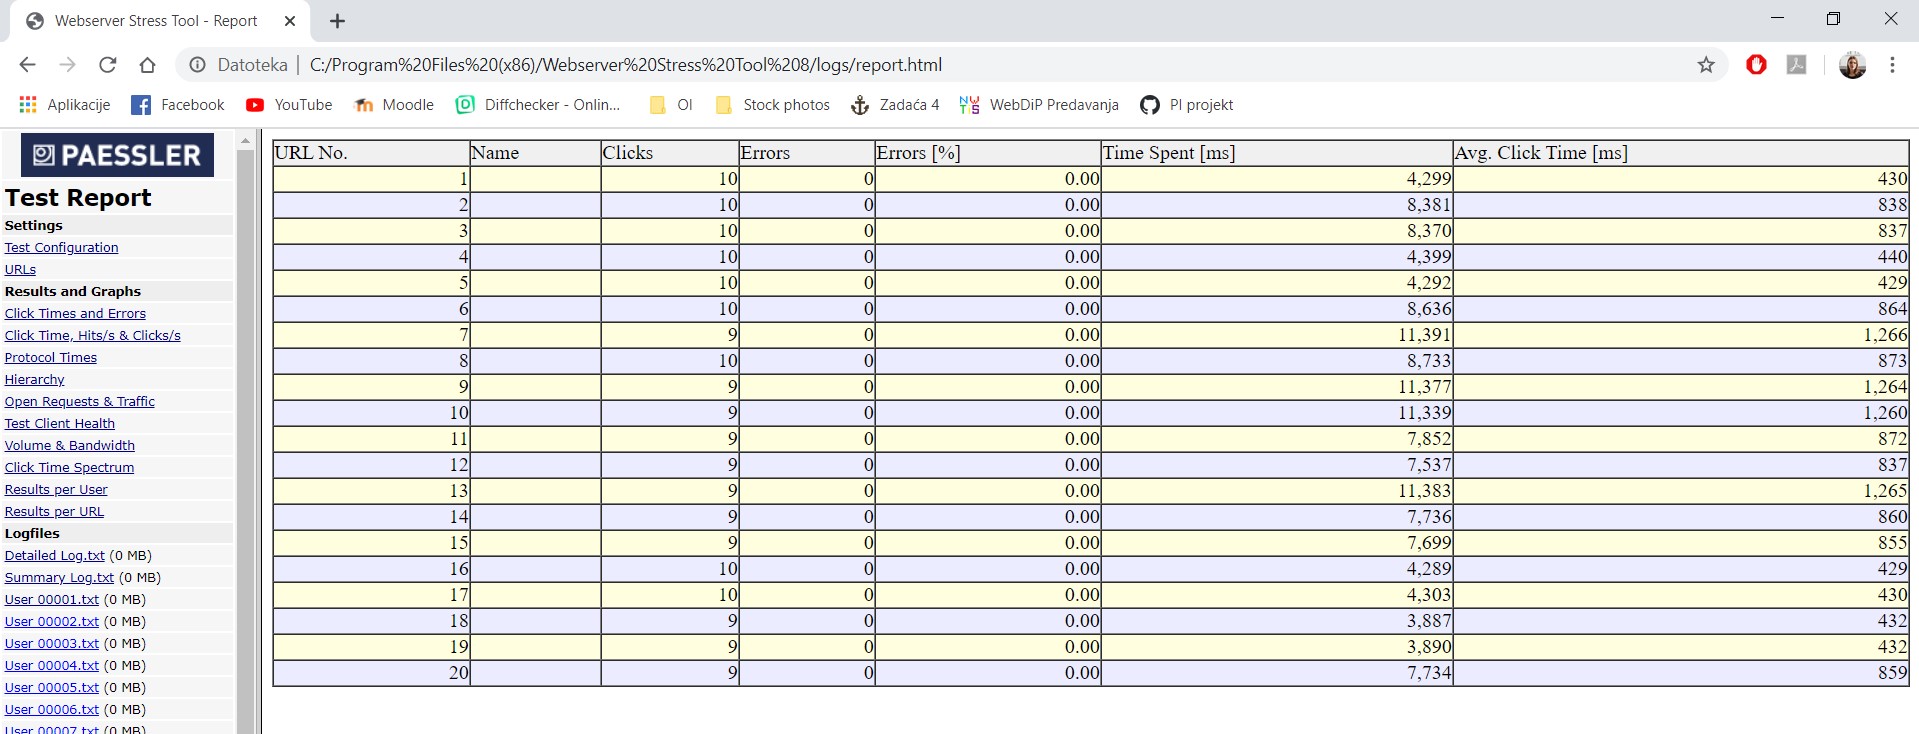 Webserver Stress Tool - Report
Datoteka | C:/Program%20Files%20(x86)/Webserver%20Stress%20Tool%208/logs/report.html
Aplikacije Facebook YouTube Moodle Diffchecker - Onlin... OI Stock photos Zadaća 4 WebDiP Predavanja PI projekt
PAESSLER
Test Report
Settings
Test Configuration
URLs
Results and Graphs
Click Times and Errors
Click Time, Hits/s & Clicks/s
Protocol Times
Hierarchy
Open Requests & Traffic
Test Client Health
Volume & Bandwidth
Click Time Spectrum
Results per User
Results per URL
Logfiles
Detailed Log.txt (0 MB)
Summary Log.txt (0 MB)
User 00001.txt (0 MB)
User 00002.txt (0 MB)
User 00003.txt (0 MB)
User 00004.txt (0 MB)
User 00005.txt (0 MB)
User 00006.txt (0 MB)
User 00007.txt (0 MB)
URL No. Name Clicks Errors Errors [%] Time Spent [ms] Avg. Click Time [ms]
1 10 0 0.00 4,299 430
2 10 0 0.00 8,381 838
3 10 0 0.00 8,370 837
4 10 0 0.00 4,399 440
5 10 0 0.00 4,292 429
6 10 0 0.00 8,636 864
7 9 0 0.00 11,391 1,266
8 10 0 0.00 8,733 873
9 9 0 0.00 11,377 1,264
10 9 0 0.00 11,339 1,260
11 9 0 0.00 7,852 872
12 9 0 0.00 7,537 837
13 9 0 0.00 11,383 1,265
14 9 0 0.00 7,736 860
15 9 0 0.00 7,699 855
16 10 0 0.00 4,289 429
17 10 0 0.00 4,303 430
18 9 0 0.00 3,887 432
19 9 0 0.00 3,890 432
20 9 0 0.00 7,734 859